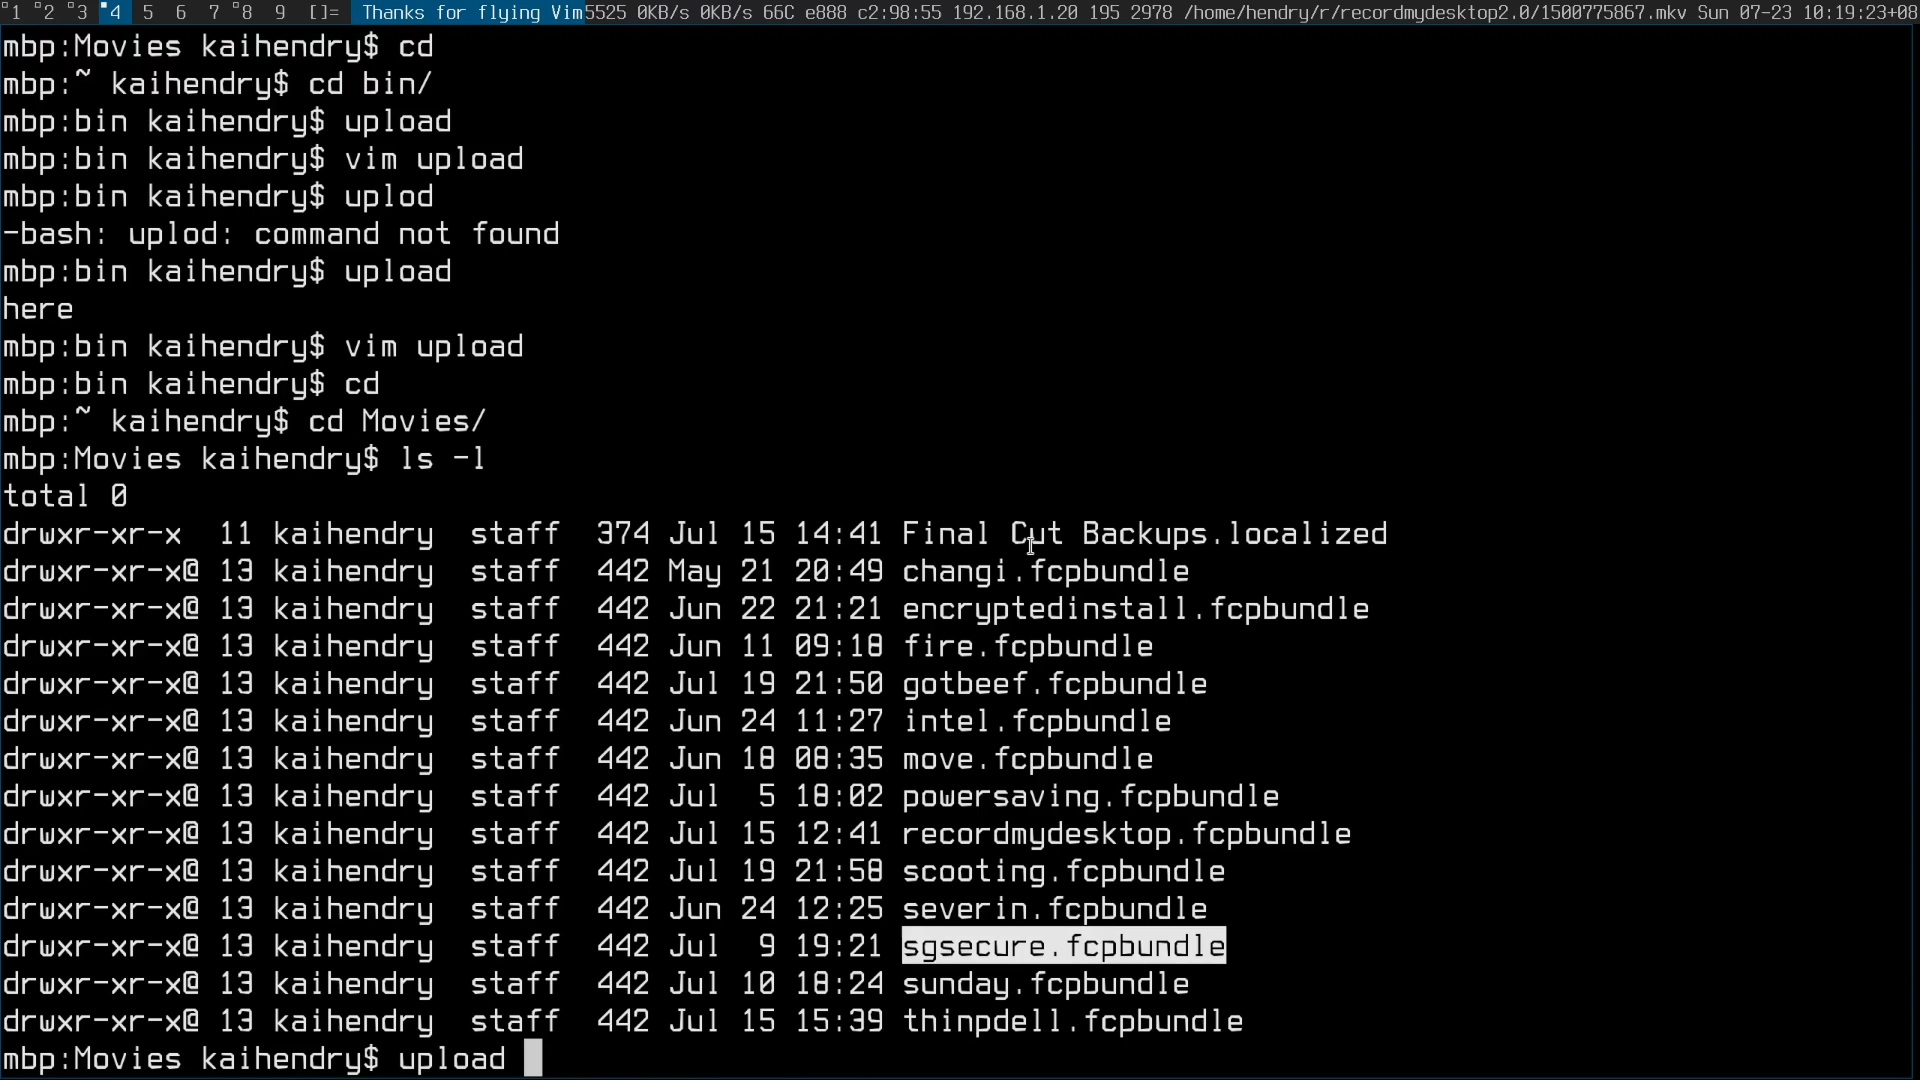 1 2 3 4 5 6 7 8 9 []= Thanks for flying Vim5525 0KB/s 0KB/s 66C e888 c2:98:55 192.168.1.20 195 2978 /home/hendry/r/recordmydesktop2.0/1500775867.mkv Sun 07-23 10:19:23+08
mbp:Movies kaihendry$ cd
mbp:~ kaihendry$ cd bin/
mbp:bin kaihendry$ upload
mbp:bin kaihendry$ vim upload
mbp:bin kaihendry$ uplod
-bash: uplod: command not found
mbp:bin kaihendry$ upload
here
mbp:bin kaihendry$ vim upload
mbp:bin kaihendry$ cd
mbp:~ kaihendry$ cd Movies/
mbp:Movies kaihendry$ ls -l
total 0
drwxr-xr-x  11 kaihendry  staff  374 Jul 15 14:41 Final Cut Backups.localized
drwxr-xr-x@ 13 kaihendry  staff  442 May 21 20:49 changi.fcpbundle
drwxr-xr-x@ 13 kaihendry  staff  442 Jun 22 21:21 encryptedinstall.fcpbundle
drwxr-xr-x@ 13 kaihendry  staff  442 Jun 11 09:18 fire.fcpbundle
drwxr-xr-x@ 13 kaihendry  staff  442 Jul 19 21:50 gotbeef.fcpbundle
drwxr-xr-x@ 13 kaihendry  staff  442 Jun 24 11:27 intel.fcpbundle
drwxr-xr-x@ 13 kaihendry  staff  442 Jun 18 08:35 move.fcpbundle
drwxr-xr-x@ 13 kaihendry  staff  442 Jul  5 18:02 powersaving.fcpbundle
drwxr-xr-x@ 13 kaihendry  staff  442 Jul 15 12:41 recordmydesktop.fcpbundle
drwxr-xr-x@ 13 kaihendry  staff  442 Jul 19 21:58 scooting.fcpbundle
drwxr-xr-x@ 13 kaihendry  staff  442 Jun 24 12:25 severin.fcpbundle
drwxr-xr-x@ 13 kaihendry  staff  442 Jul  9 19:21 sgsecure.fcpbundle
drwxr-xr-x@ 13 kaihendry  staff  442 Jul 10 18:24 sunday.fcpbundle
drwxr-xr-x@ 13 kaihendry  staff  442 Jul 15 15:39 thinpdell.fcpbundle
mbp:Movies kaihendry$ upload